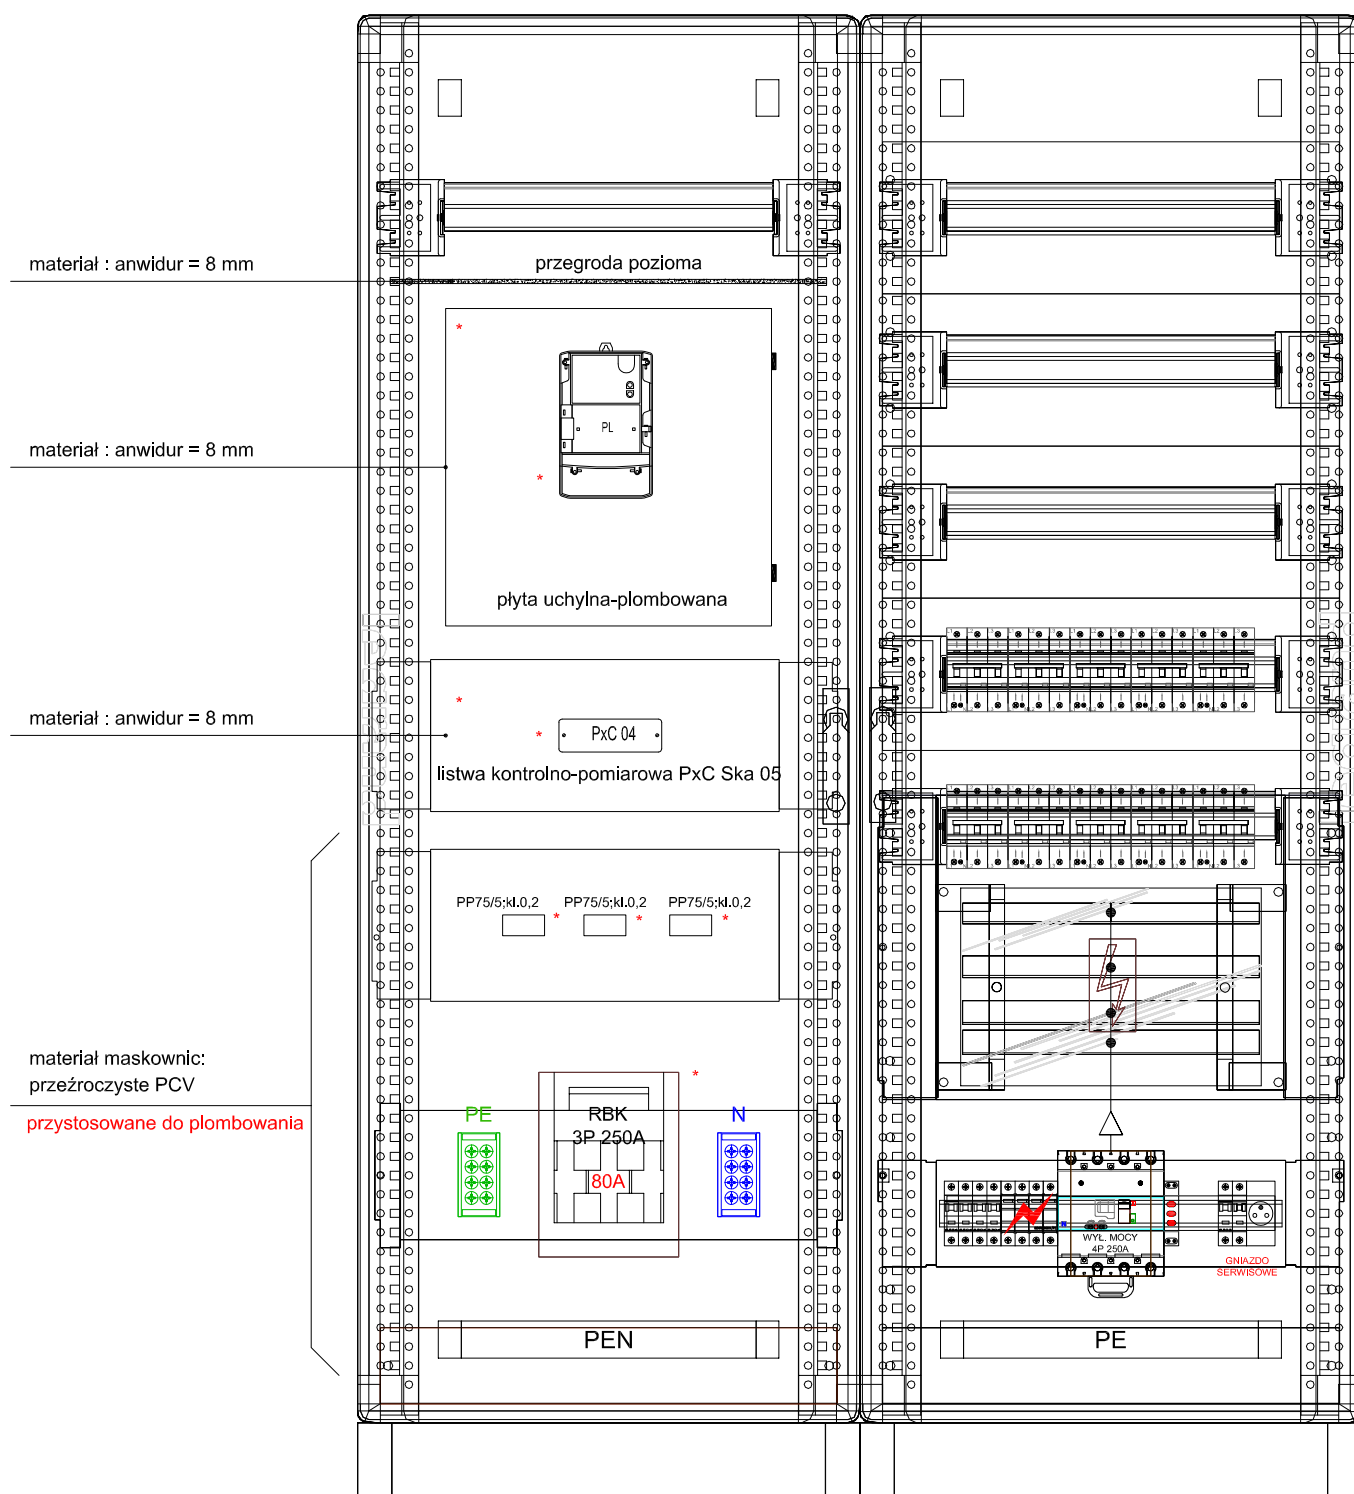 materiał : anwidur = 8 mm
przegroda pozioma
PL
materiał : anwidur = 8 mm
płyta uchylna-plombowana
materiał : anwidur = 8 mm
PxC 04
listwa kontrolno-pomiarowa PxC Ska 05
PP75/5;kl.0,2 PP75/5;kl.0,2 PP75/5;kl.0,2
materiał maskownic:
przeźroczyste PCV
przystosowane do plombowania
PE
RBK
3P 250A
80A
N
WYŁ. MOCY
4P 250A
GNIAZDO
SERWISOWE
PEN
PE